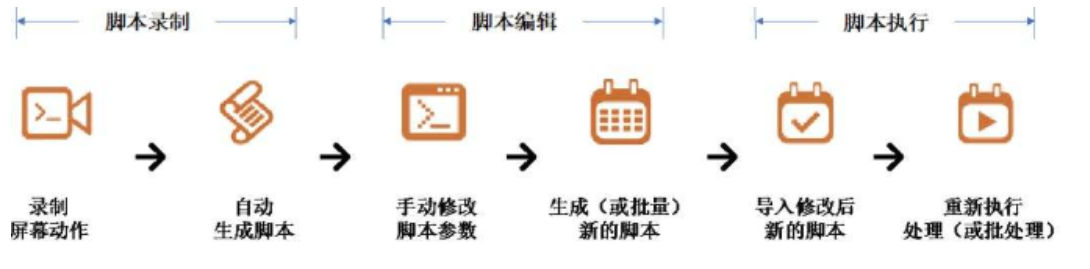 脚本录制
脚本编辑
脚本执行
录制
屏幕动作
自动
生成脚本
手动修改
脚本参数
生成（或批量）
新的脚本
导入修改后
新的脚本
重新执行
处理（或批处理）